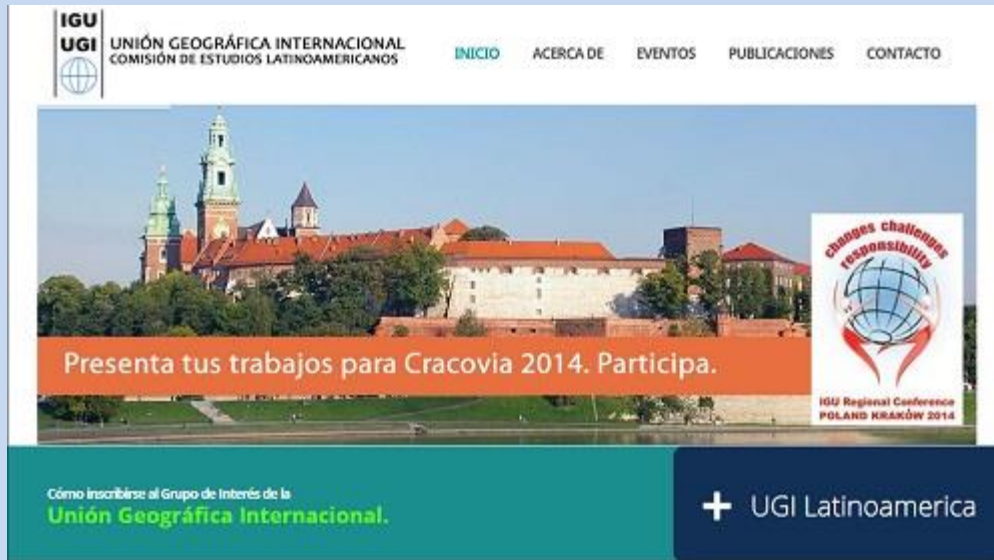 IGU
UGI
UNIÓN GEOGRÁFICA INTERNACIONAL
COMISIÓN DE ESTUDIOS LATINOAMERICANOS
INICIO ACERCA DE EVENTOS PUBLICACIONES CONTACTO
changes challenges
responsibility
IGU Regional Conference
POLAND KRAKÓW 2014
Presenta tus trabajos para Cracovia 2014. Participa.
Cómo inscribirse al Grupo de Interés de la
Unión Geográfica Internacional.
+ UGI Latinoamerica